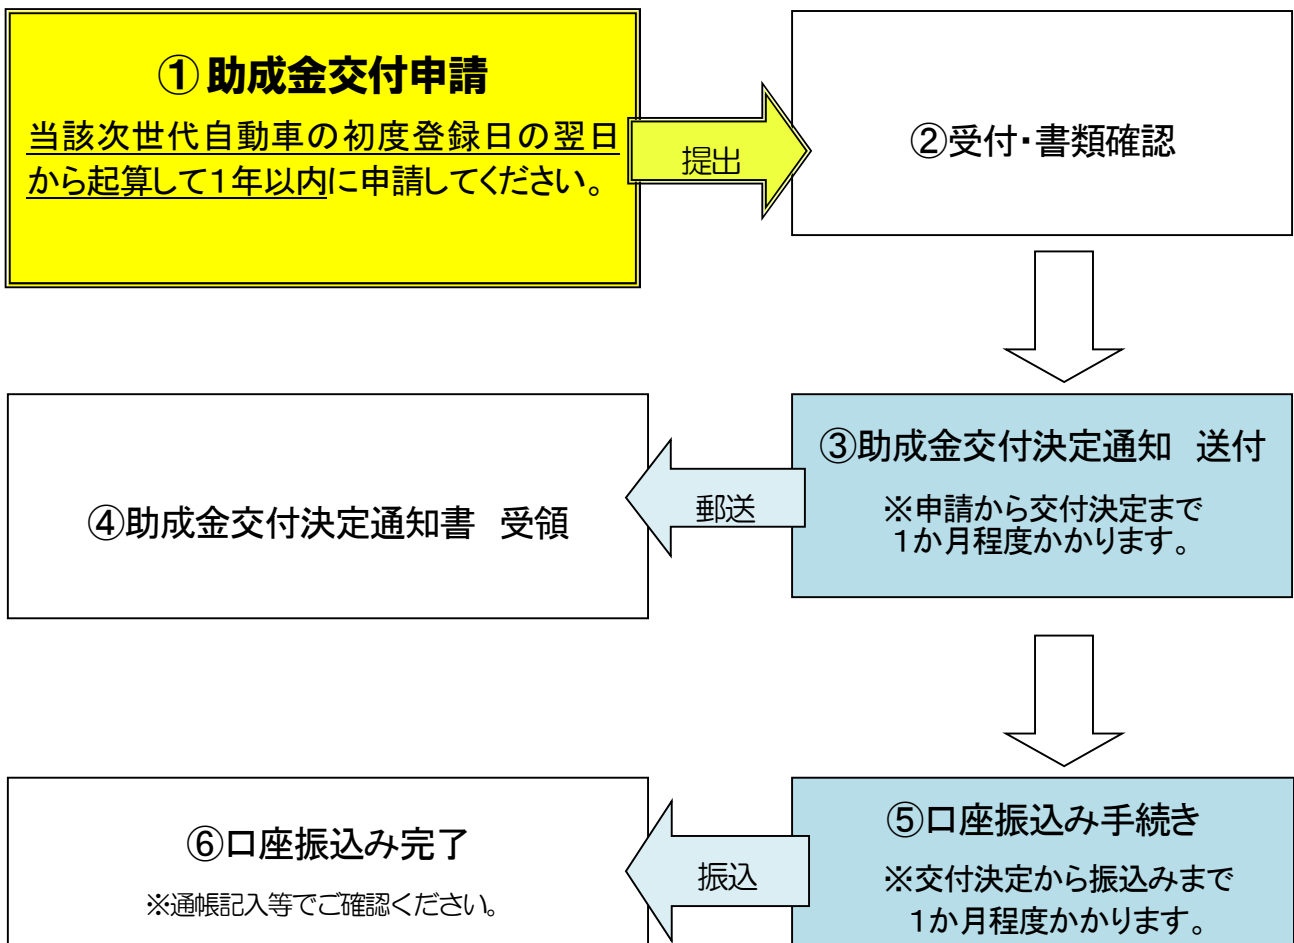 ①助成金交付申請
当該次世代自動車の初度登録日の翌日
から起算して1年以内に申請してください。
提出
②受付・書類確認
③助成金交付決定通知　送付
※申請から交付決定まで
1か月程度かかります。
郵送
④助成金交付決定通知書　受領
⑤口座振込み手続き
※交付決定から振込みまで
1か月程度かかります。
振込
⑥口座振込み完了
※通帳記入等でご確認ください。